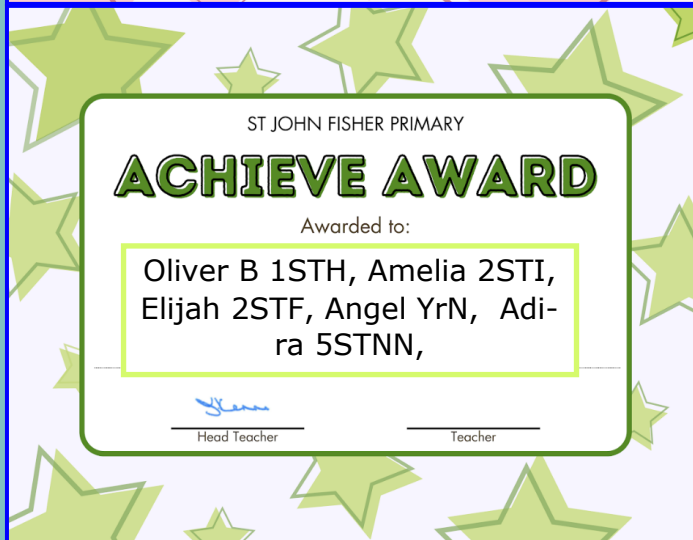 ST JOHN FISHER PRIMARY
ACHIEVE AWARD
Awarded to:
Oliver B 1STH, Amelia 2STI,
Elijah 2STF, Angel YrN,  Adi-
ra 5STNN,
Head Teacher
Teacher